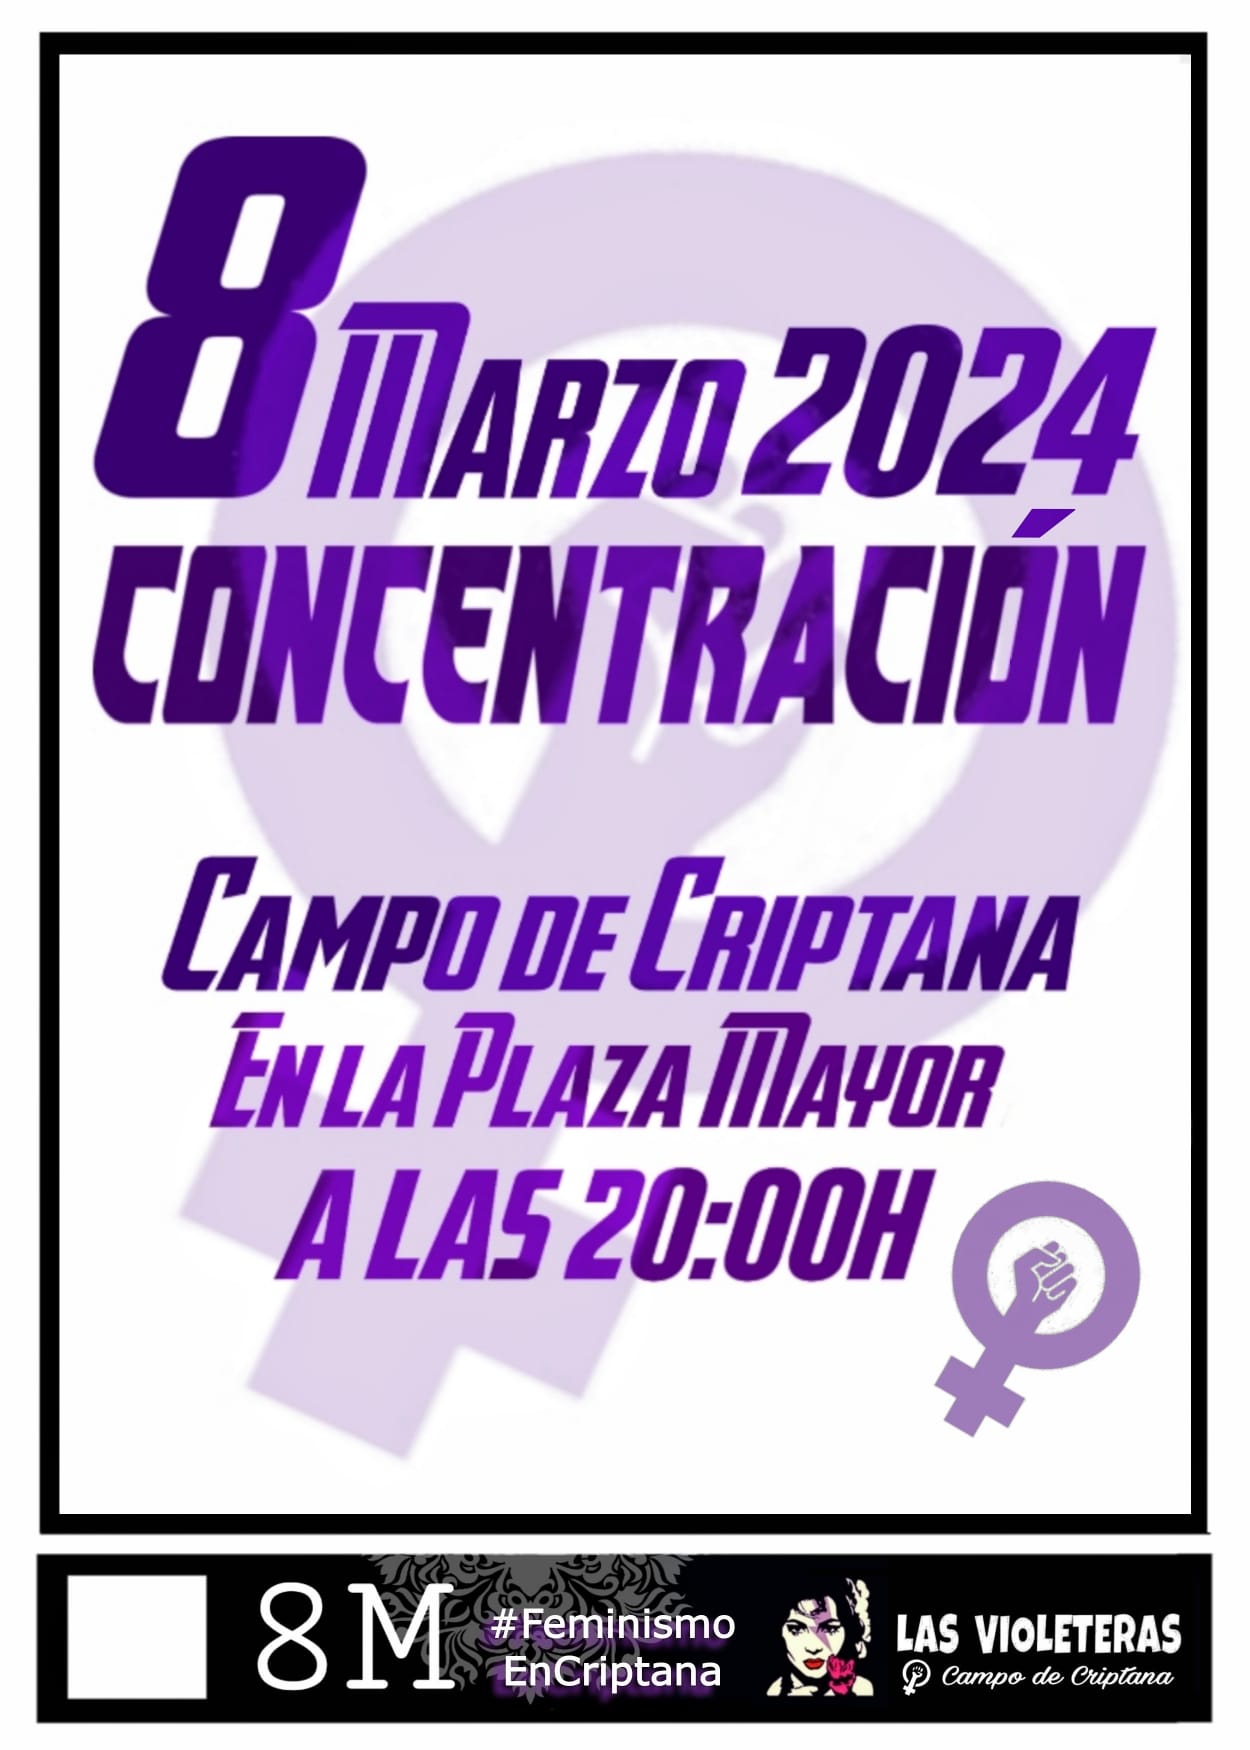 8 MARZO 2024
CONCENTRACIÓN
CAMPO DE CRIPTANA
EN LA PLAZA MAYOR
A LAS 20:00H
8M
#Feminismo
EnCriptana
LAS VIOLETERAS
Campo de Criptana